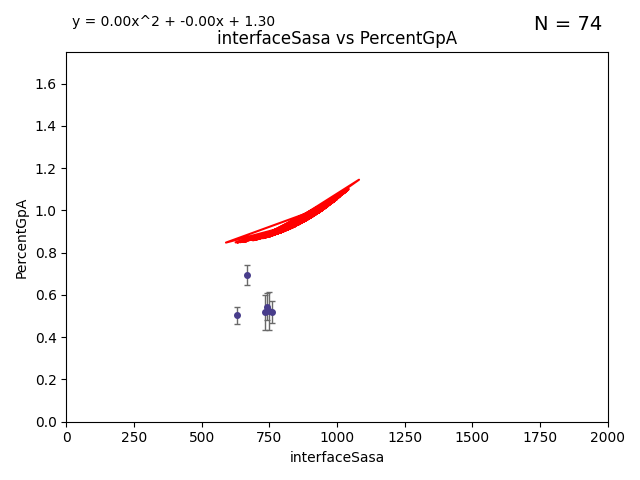 y = 0.00x^2 + -0.00x + 1.30
N = 74
interfaceSasa vs PercentGpA
PercentGpA
1.6
1.4
1.2
1.0
0.8
0.6
0.4
0.2
0.0
0 250 500 750 1000 1250 1500 1750 2000
interfaceSasa